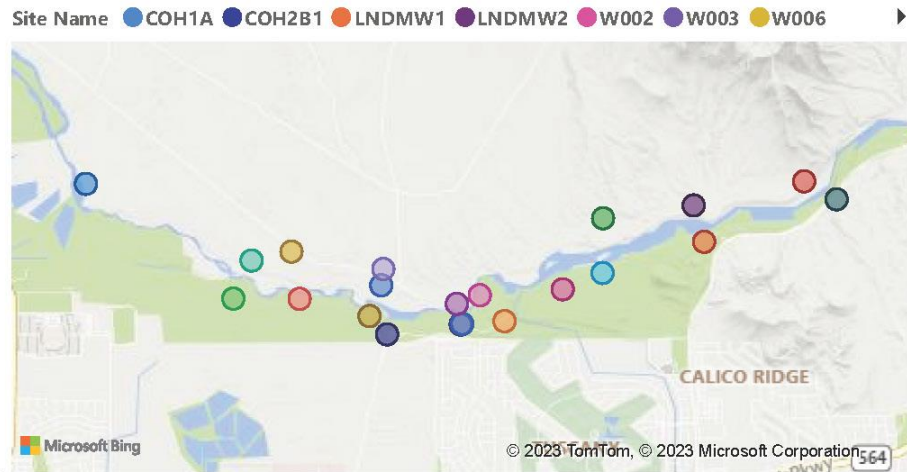 Site Name COH1A COH2B1 LNDMW1 LNDMW2 W002 W003 W006
CALICO RIDGE
Microsoft Bing
© 2023 TomTom, © 2023 Microsoft Corporation
564